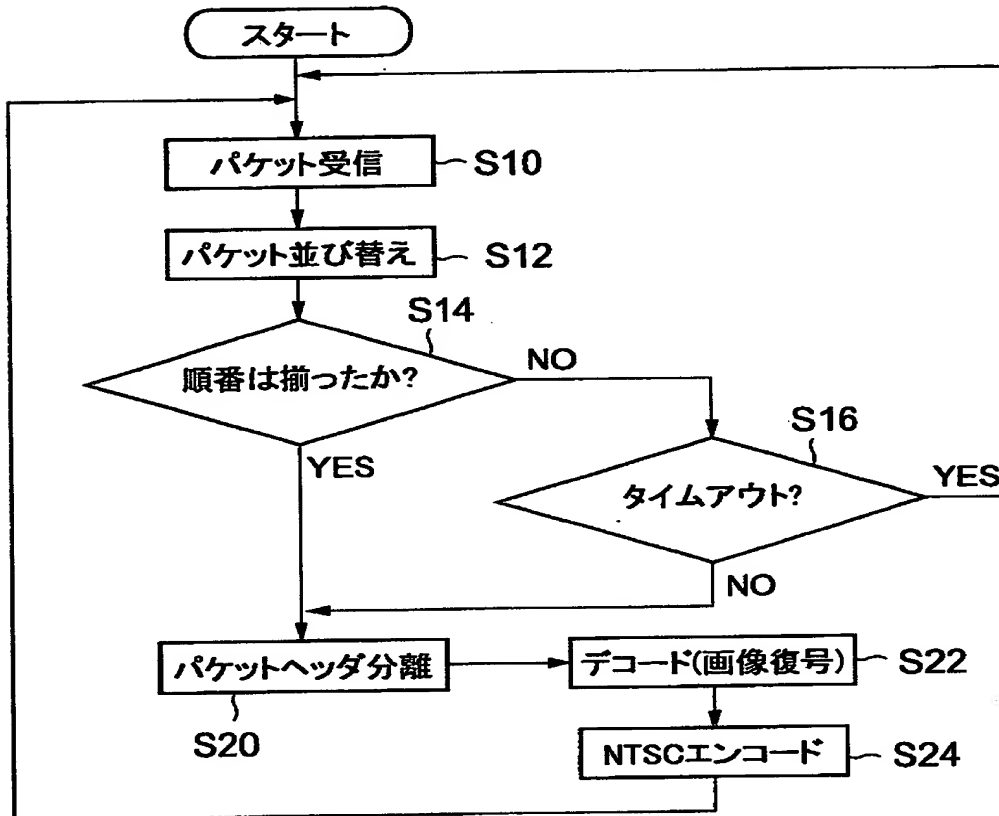 スタート
パケット受信
S10
パケット並び替え
S12
S14
順番は揃ったか?
NO
S16
YES
タイムアウト?
YES
NO
パケットヘッダ分離
デコード(画像復号)
S22
S20
NTSCエンコード
S24